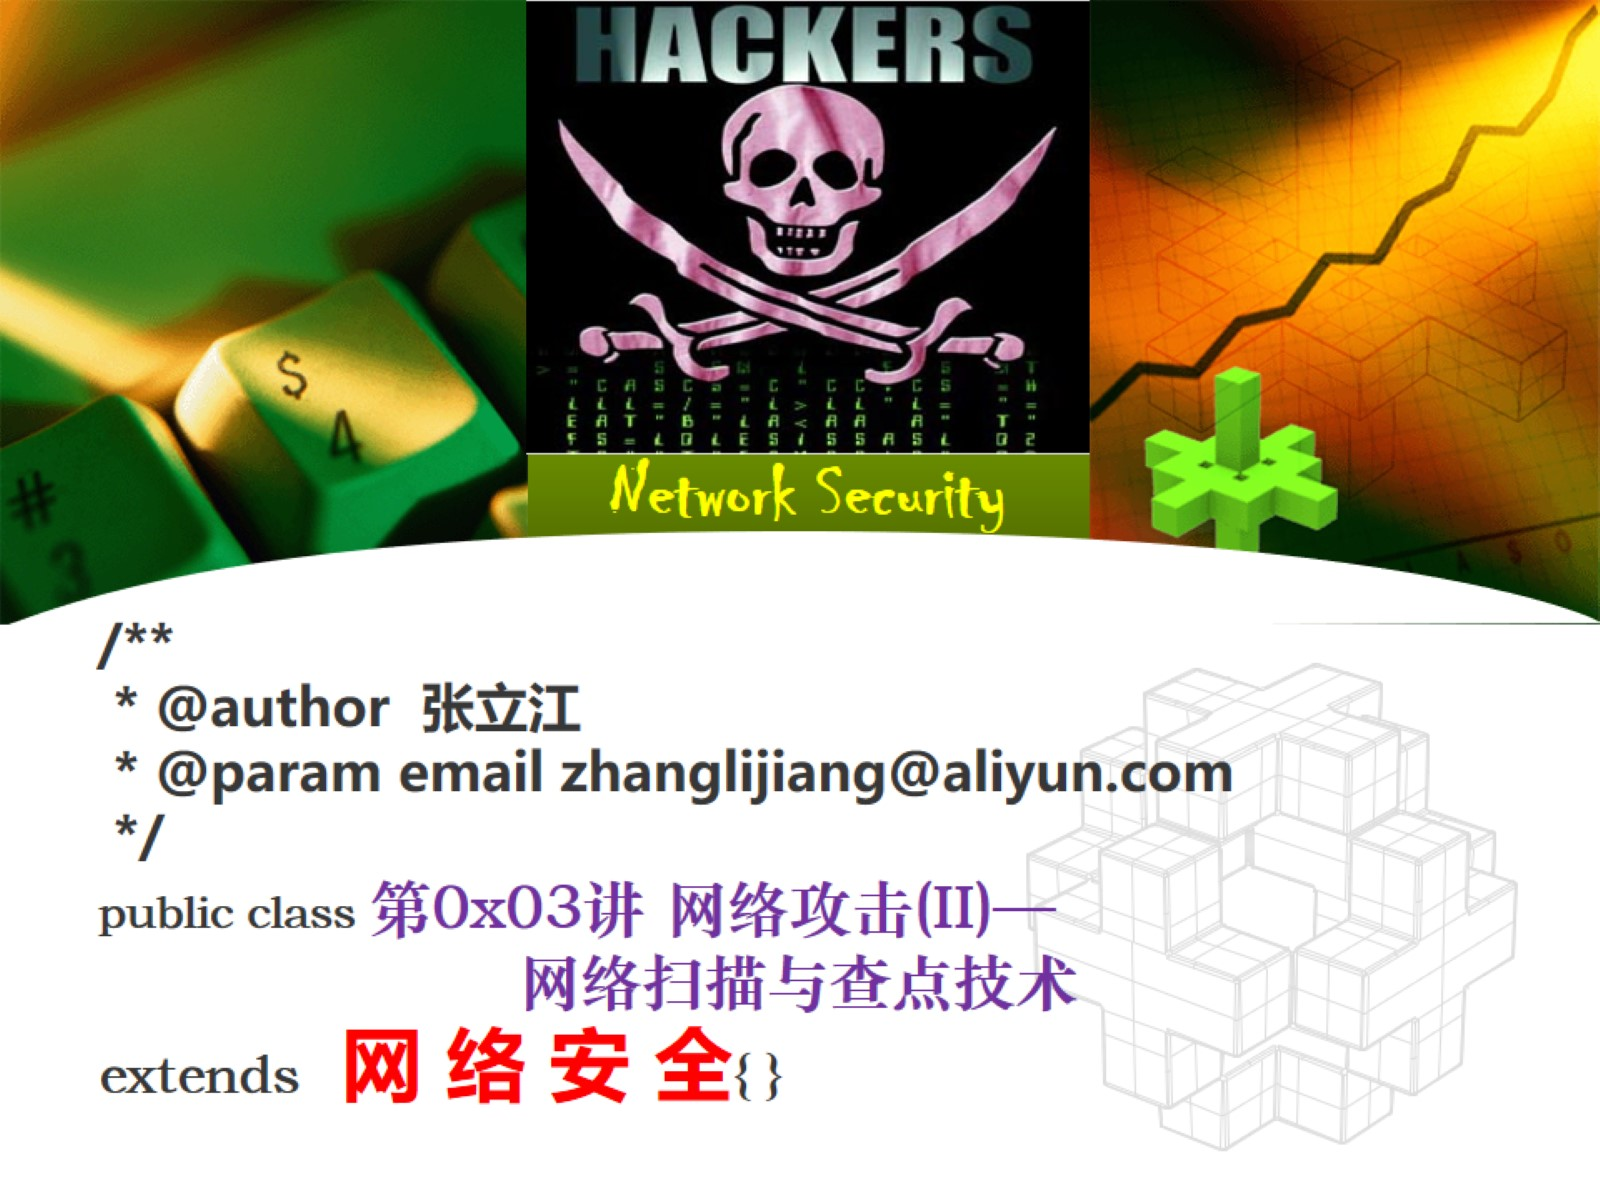 HACKERS
Network Security
$
4
#
3
A S O
/**
* @author 张立江
* @param email zhanglijiang@aliyun.com
*/
public class 第0x03讲 网络攻击(II)—
网络扫描与查点技术
extends 网络安全{}